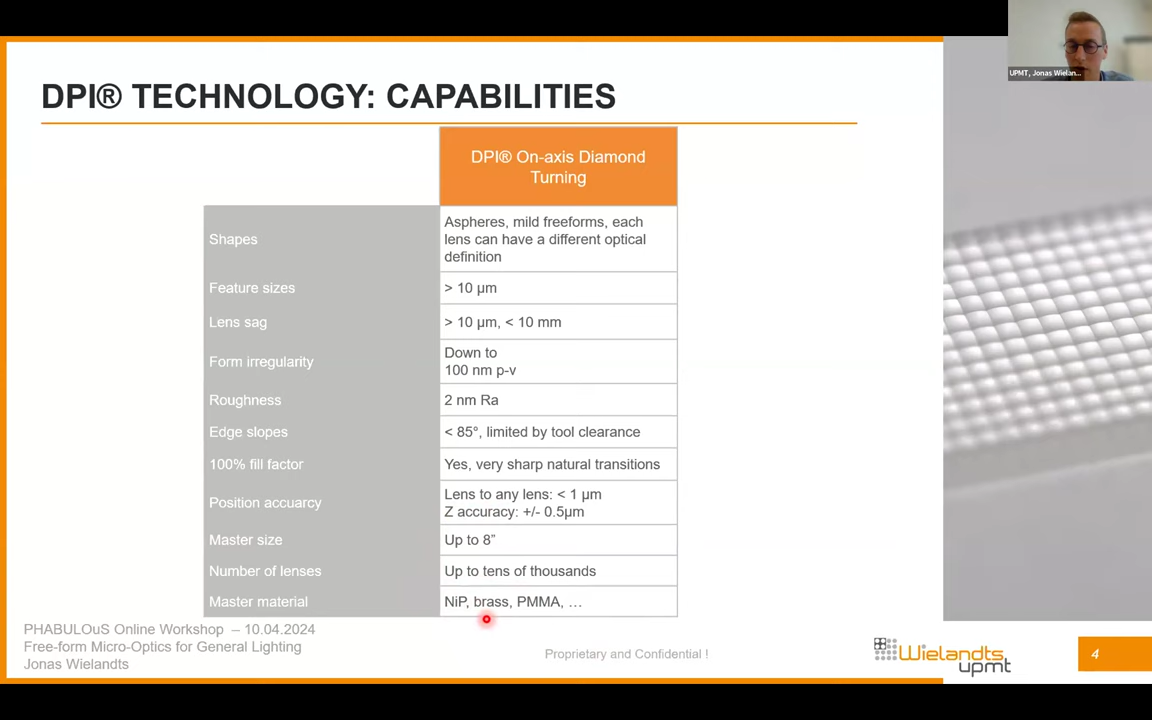 UPMT, Jonas Wielan...
DPI® TECHNOLOGY: CAPABILITIES
DPI® On-axis Diamond
Turning
Shapes
Aspheres, mild freeforms, each
lens can have a different optical
definition
Feature sizes
> 10 µm
Lens sag
> 10 µm, < 10 mm
Form irregularity
Down to
100 nm p-v
Roughness
2 nm Ra
Edge slopes
< 85°, limited by tool clearance
100% fill factor
Yes, very sharp natural transitions
Position accuarcy
Lens to any lens: < 1 µm
Z accuracy: +/- 0.5µm
Master size
Up to 8”
Number of lenses
Up to tens of thousands
Master material
NiP, brass, PMMA, …
PHABULOuS Online Workshop – 10.04.2024
Free-form Micro-Optics for General Lighting
Jonas Wielandts
Proprietary and Confidential !
Wielandts
upmt
4